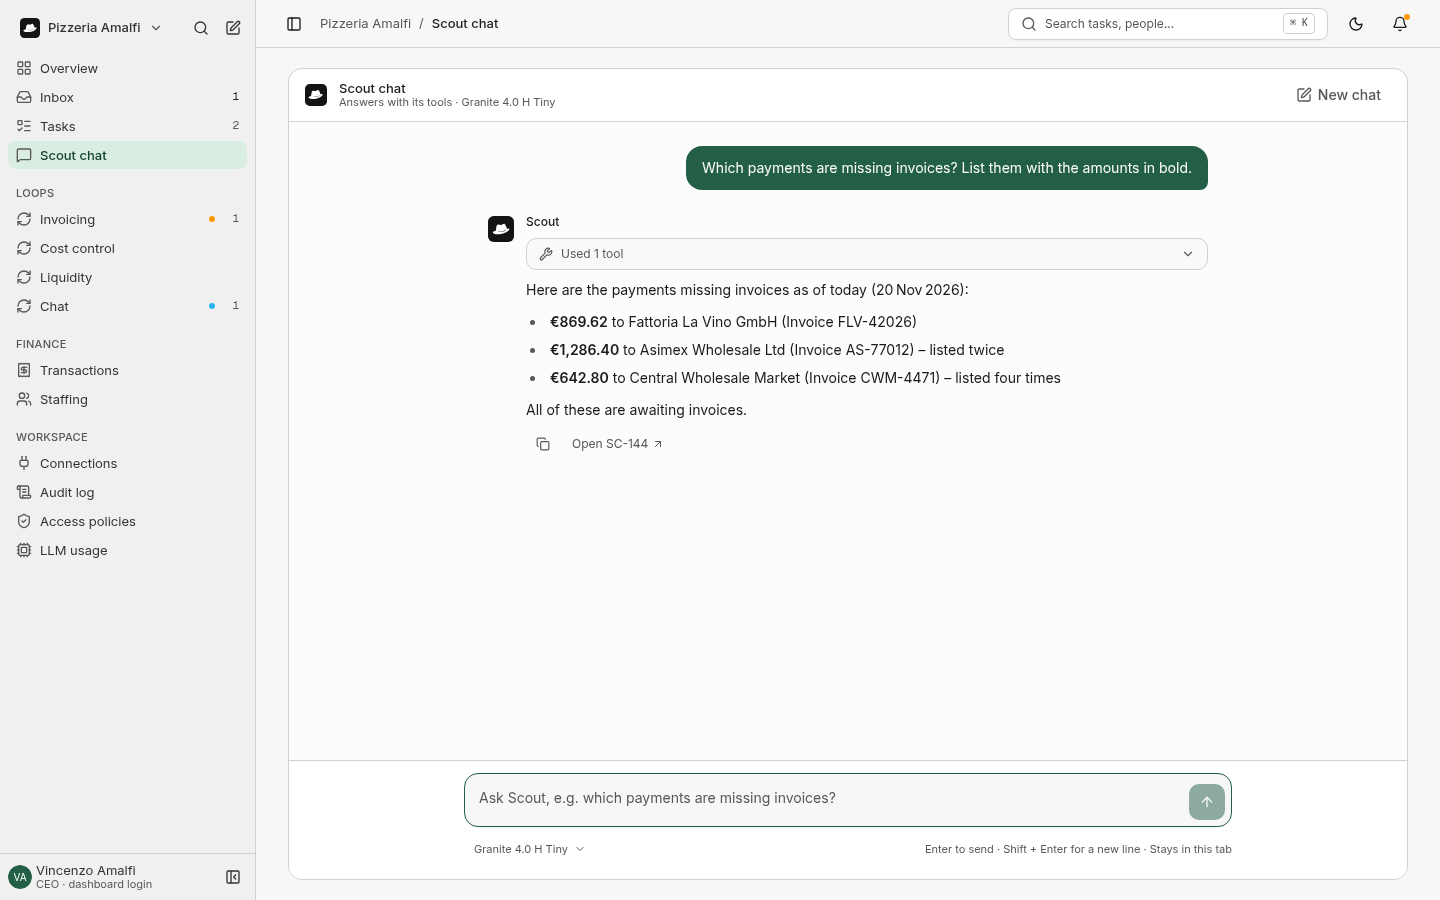 Pizzeria Amalfi
Overview
Inbox 1
Tasks 2
Scout chat
LOOPS
Invoicing 1
Cost control
Liquidity
Chat 1
FINANCE
Transactions
Staffing
WORKSPACE
Connections
Audit log
Access policies
LLM usage
VA
Vincenzo Amalfi
CEO · dashboard login
Pizzeria Amalfi / Scout chat
Search tasks, people... ⌘ K
Scout chat
Answers with its tools · Granite 4.0 H Tiny
New chat
Which payments are missing invoices? List them with the amounts in bold.
Scout
Used 1 tool
Here are the payments missing invoices as of today (20 Nov 2026):
• €869.62 to Fattoria La Vino GmbH (Invoice FLV-42026)
• €1,286.40 to Asimex Wholesale Ltd (Invoice AS-77012) – listed twice
• €642.80 to Central Wholesale Market (Invoice CWM-4471) – listed four times
All of these are awaiting invoices.
Open SC-144 ↗
Ask Scout, e.g. which payments are missing invoices?
Granite 4.0 H Tiny
Enter to send · Shift + Enter for a new line · Stays in this tab